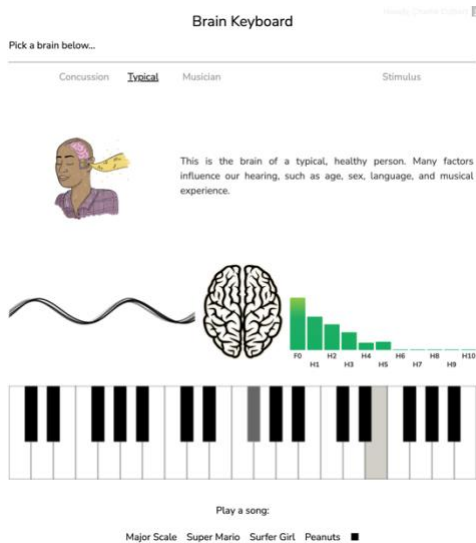 Brain Keyboard
Pick a brain below...
Concussion Typical Musician Stimulus
This is the brain of a typical, healthy person. Many factors
influence our hearing, such as age, sex, language, and musical
experience.
F0 H2 H4 H6 H8 H10
H1 H3 H5 H7 H9
Play a song:
Major Scale Super Mario Surfer Girl Peanuts